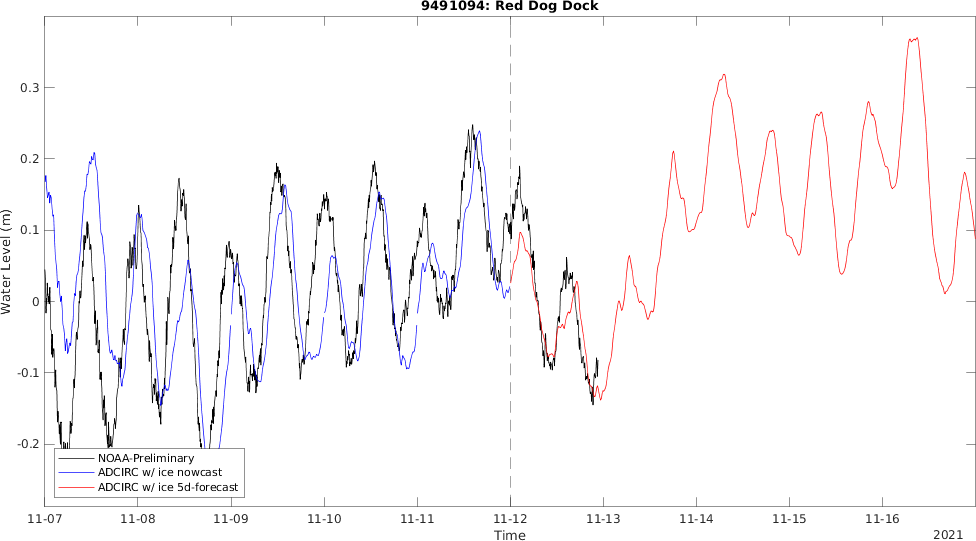 9491094: Red Dog Dock
Water Level (m)
0.3
0.2
0.1
0
-0.1
-0.2
NOAA-Preliminary
ADCIRC w/ ice nowcast
ADCIRC w/ ice 5d-forecast
11-07 11-08 11-09 11-10 11-11 11-12 11-13 11-14 11-15 11-16
Time
2021